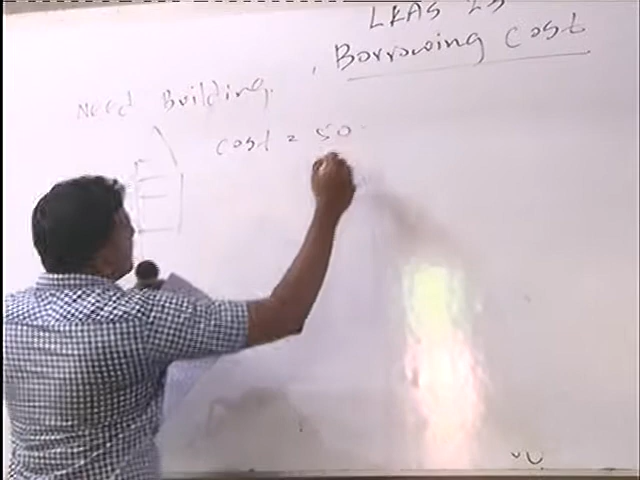 LKAS 23
Borrowing Cost
Need Building.
Cost = 50